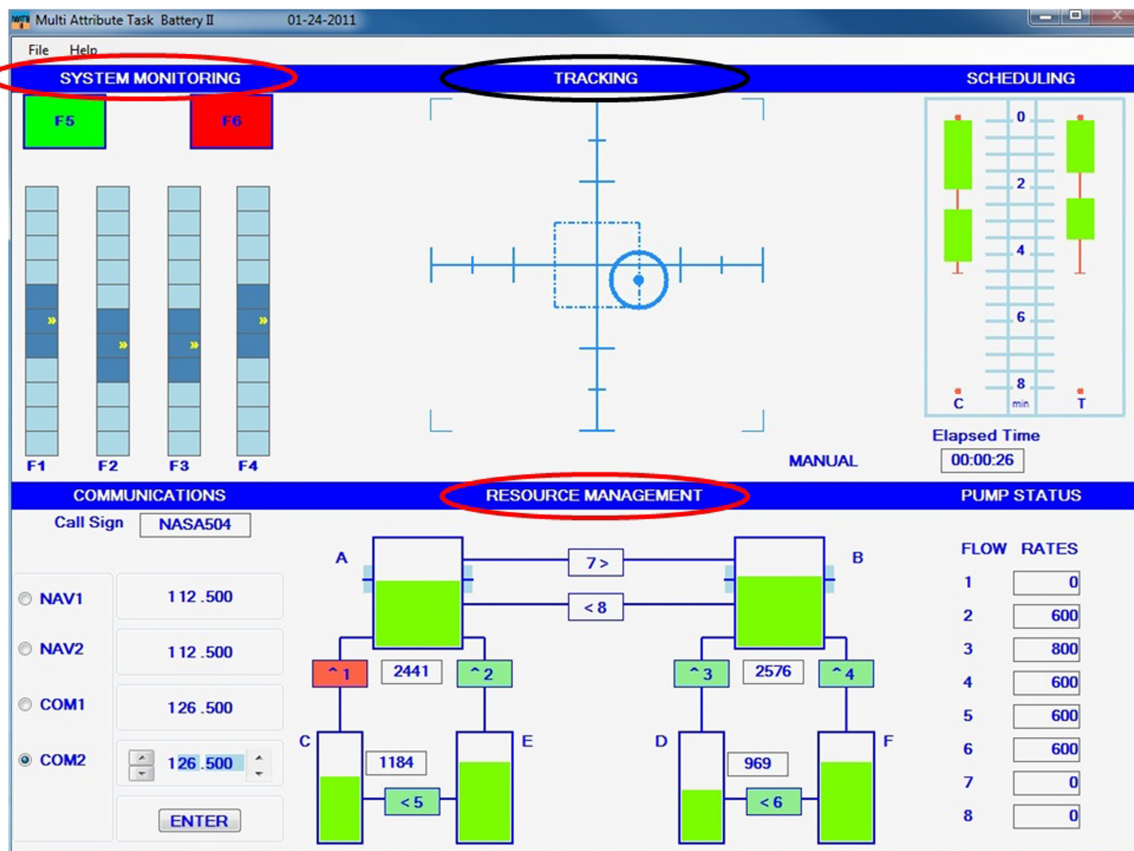 Multi Attribute Task Battery II 01-24-2011
File Help
SYSTEM MONITORING
F5 F6
F1 F2 F3 F4
TRACKING
MANUAL
SCHEDULING
0
2
4
6
8
C min T
Elapsed Time
00:00:26
COMMUNICATIONS
Call Sign NASA504
NAV1 112.500
NAV2 112.500
COM1 126.500
COM2 126.500
ENTER
RESOURCE MANAGEMENT
A 7 > B
< 8
^ 1 2441 ^ 2 ^ 3 2576 ^ 4
C 1184 E D 969 F
< 5 < 6
PUMP STATUS
FLOW RATES
1 0
2 600
3 800
4 600
5 600
6 600
7 0
8 0